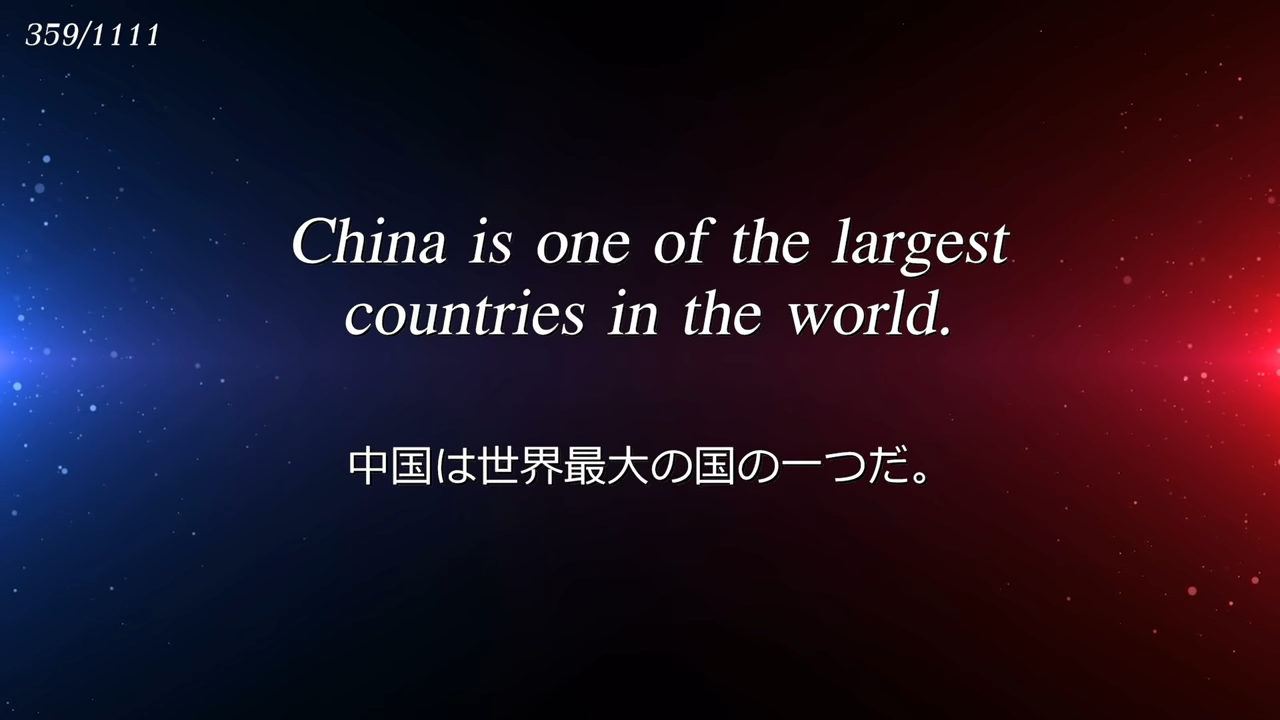 359/1111
China is one of the largest
countries in the world.
中国は世界最大の国の一つだ。